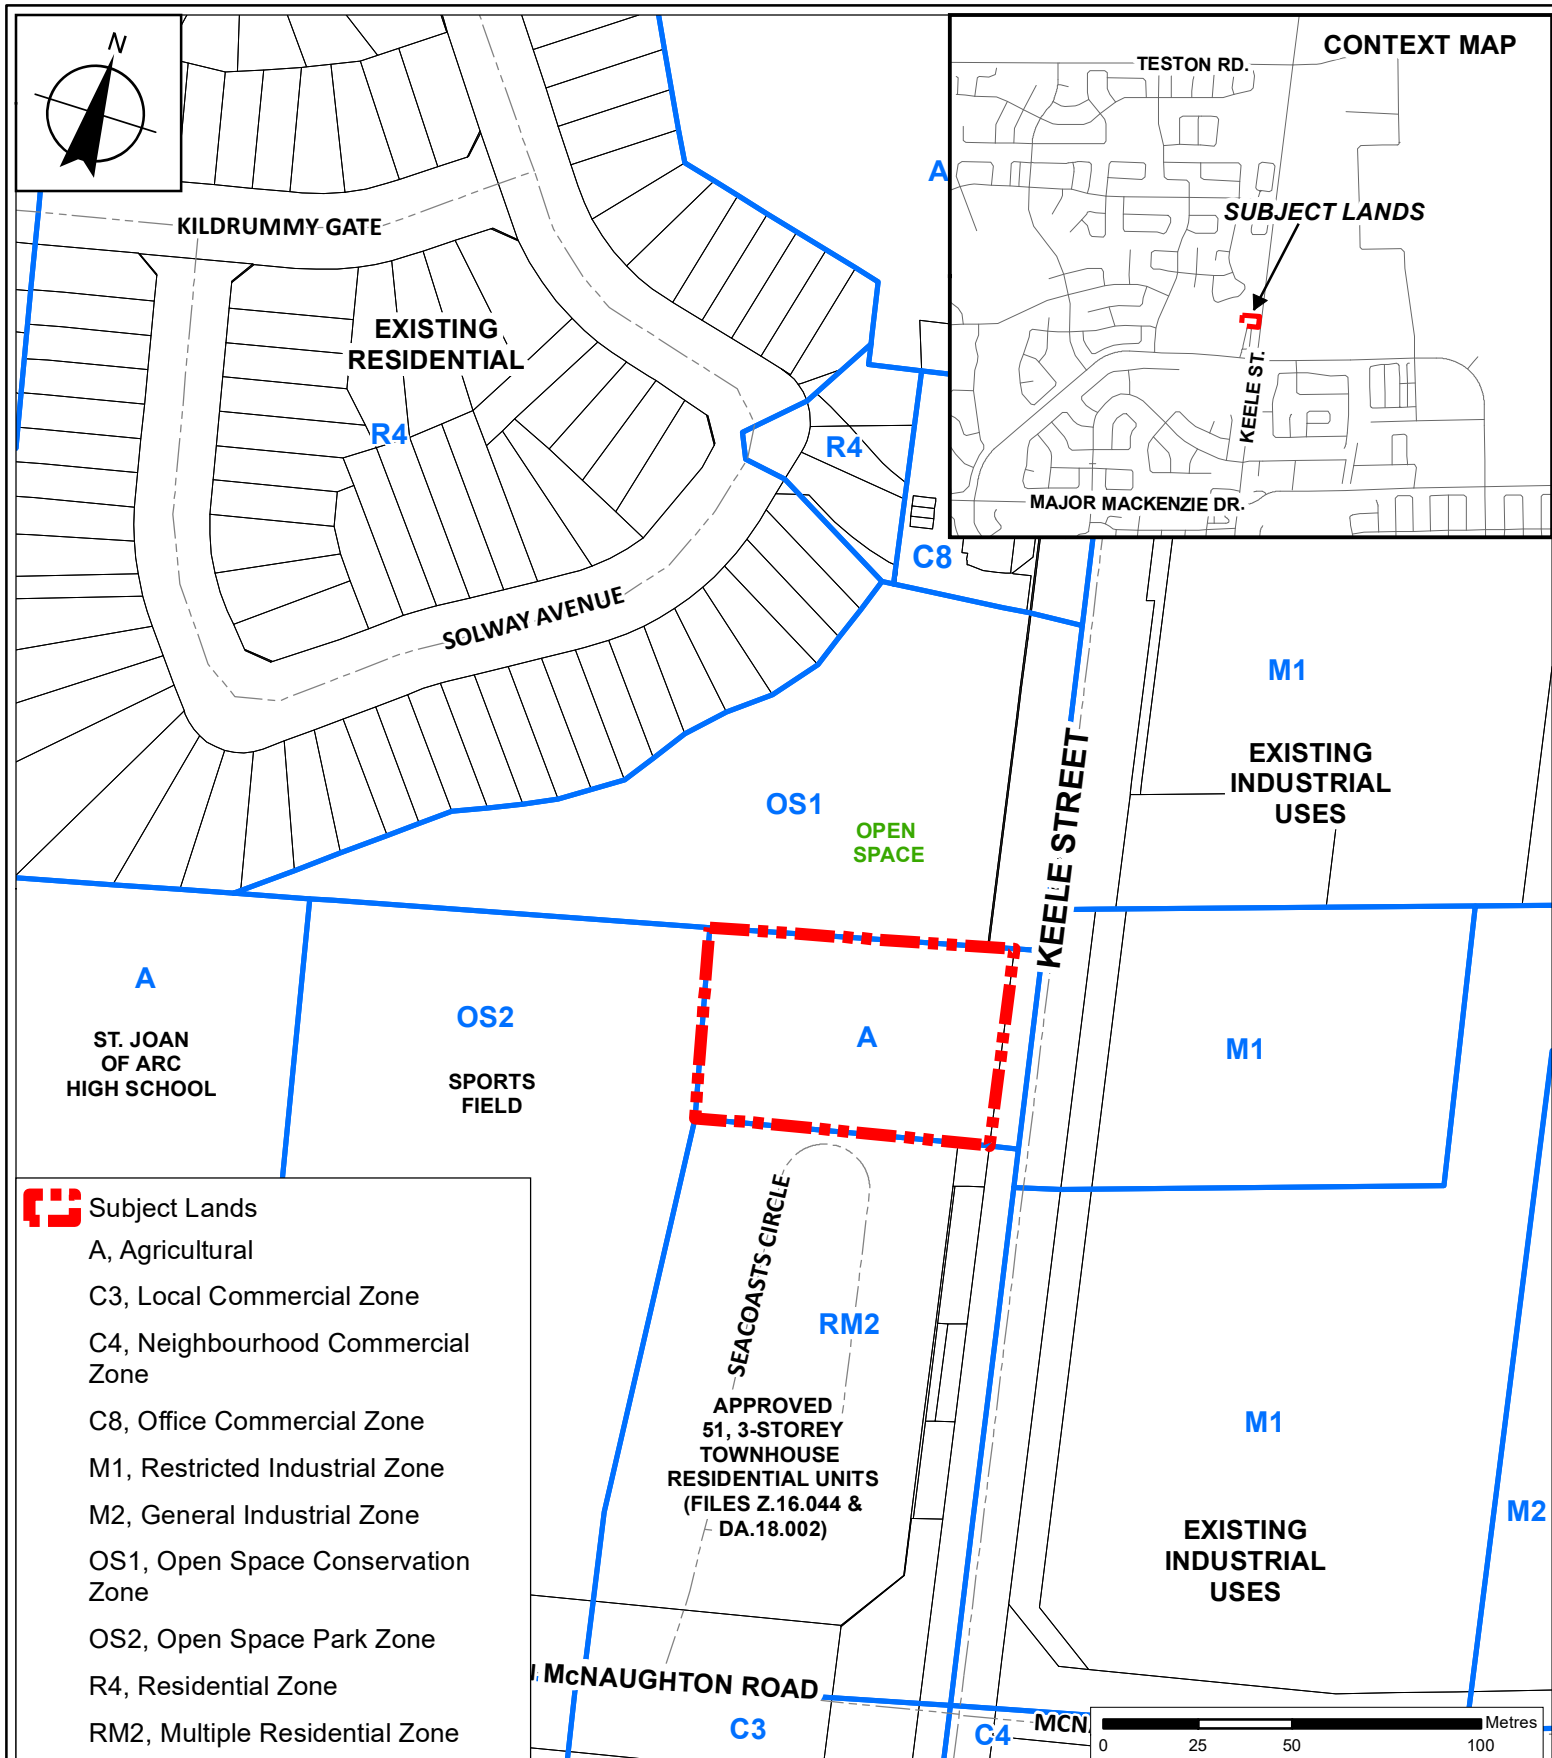 N
CONTEXT MAP
TESTON RD.
SUBJECT LANDS
KEELE ST.
MAJOR MACKENZIE DR.
A
KILDRUMMY GATE
EXISTING
RESIDENTIAL
R4
R4
C8
SOLWAY AVENUE
M1
EXISTING
INDUSTRIAL
USES
OS1
OPEN
SPACE
KEELE STREET
A
ST. JOAN
OF ARC
HIGH SCHOOL
OS2
SPORTS
FIELD
A
M1
SEACOASTS CIRCLE
RM2
APPROVED
51, 3-STOREY
TOWNHOUSE
RESIDENTIAL UNITS
(FILES Z.16.044 &
DA.18.002)
M1
EXISTING
INDUSTRIAL
USES
M2
McNAUGHTON ROAD
C3
C4
MCN
Subject Lands
A, Agricultural
C3, Local Commercial Zone
C4, Neighbourhood Commercial
Zone
C8, Office Commercial Zone
M1, Restricted Industrial Zone
M2, General Industrial Zone
OS1, Open Space Conservation
Zone
OS2, Open Space Park Zone
R4, Residential Zone
RM2, Multiple Residential Zone
Metres
0 25 50 100